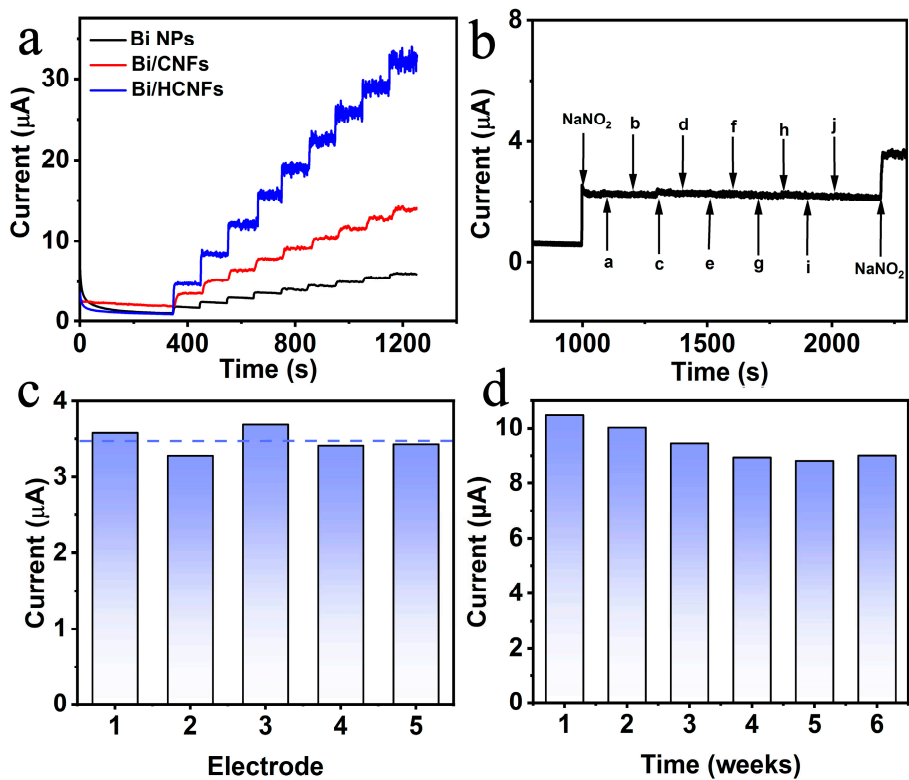 a
Bi NPs
Bi/CNFs
Bi/HCNFs
Current (μA)
30
20
10
0
0 400 800 1200
Time (s)
b
Current (μA)
8
4
0
NaNO2
b d f h j
a c e g i
NaNO2
1000 1500 2000
Time (s)
c
Current (μA)
4
3
2
1
0
1 2 3 4 5
Electrode
d
Current (μA)
10
8
6
4
2
0
1 2 3 4 5 6
Time (weeks)